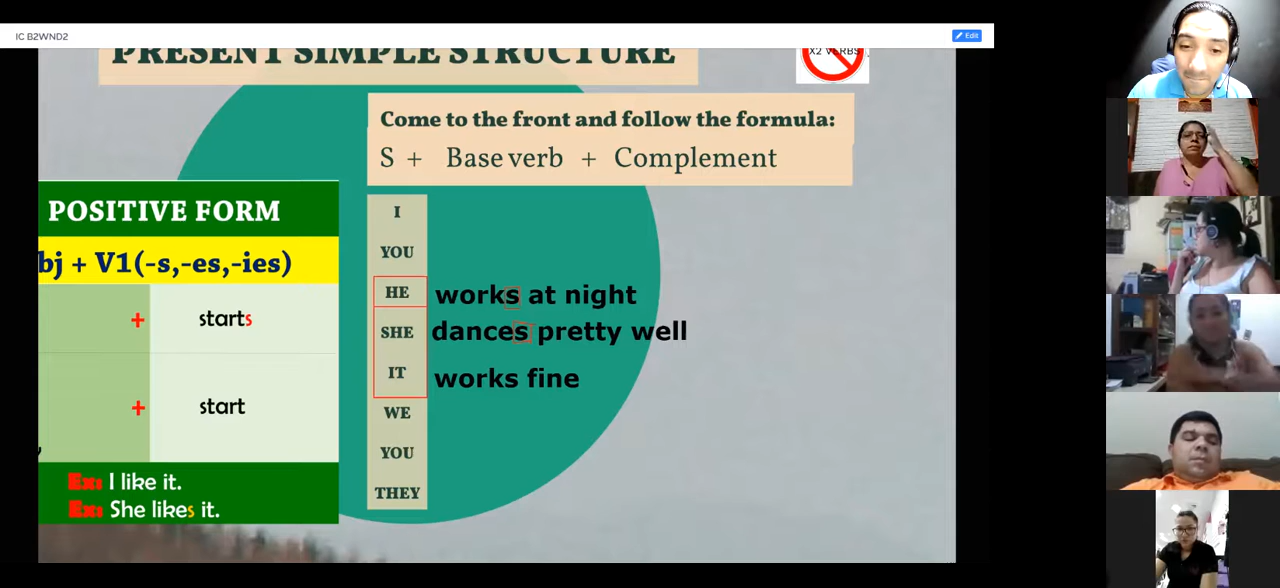 IC B2WND2
Edit
PRESENT SIMPLE STRUCTURE
X2 VERBS
Come to the front and follow the formula:
S + Base verb + Complement
POSITIVE FORM
bj + V1(-s,-es,-ies)
+ starts
+ start
Ex: I like it.
Ex: She likes it.
I
YOU
HE works at night
SHE dances pretty well
IT works fine
WE
YOU
THEY